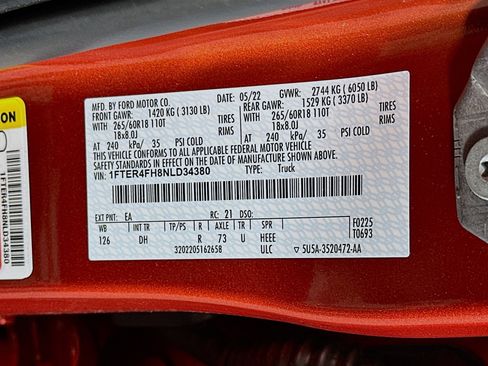 MFD. BY FORD MOTOR CO.
05/22 GVWR: 2744 KG ( 6050 LB)
FRONT GAWR: 1420 KG ( 3130 LB)
REAR GAWR: 1529 KG ( 3370 LB)
WITH 265/60R18 110T TIRES
WITH 265/60R18 110T TIRES
18x8.0J RIMS
18x8.0J RIMS
AT 240 kPa/ 35 PSI COLD
AT 240 kPa/ 35 PSI COLD
THIS VEHICLE CONFORMS TO ALL APPLICABLE FEDERAL MOTOR VEHICLE
SAFETY STANDARDS IN EFFECT ON THE DATE OF MANUFACTURE SHOWN ABOVE.
VIN: 1FTER4FH8NLD34380 TYPE: Truck
EXT PNT: EA RC: 21 DSO:
WB INT TR TP/PS R AXLE TR SPR
126 DH R 73 U HEEE
3202205162658 ULC
F0225
T0693
5U5A-3520472-AA
ION
1FTER4FH8NLD34380